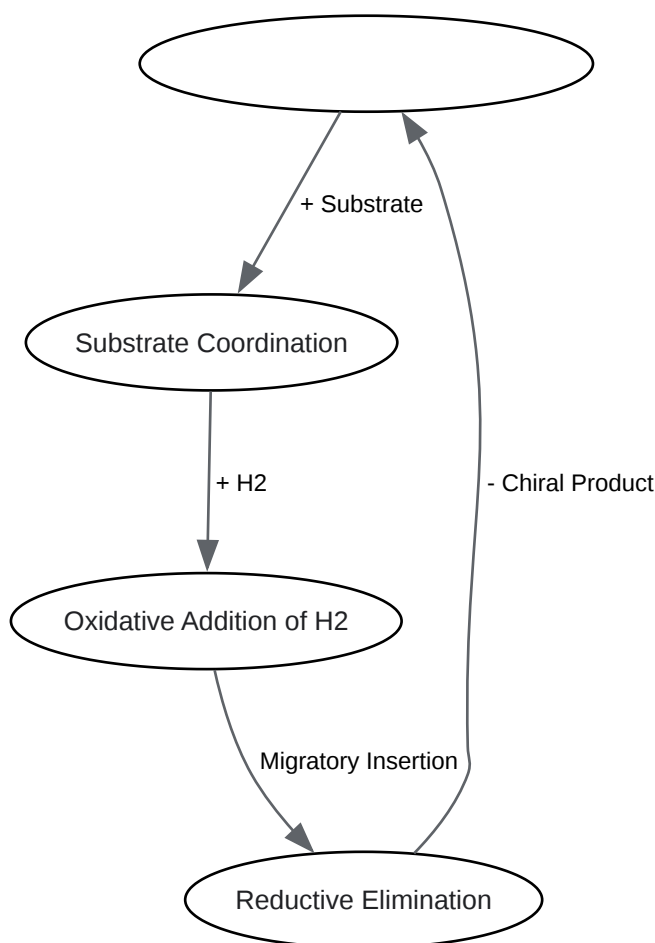 + Substrate
Substrate Coordination
+ H2
- Chiral Product
Oxidative Addition of H2
Migratory Insertion
Reductive Elimination